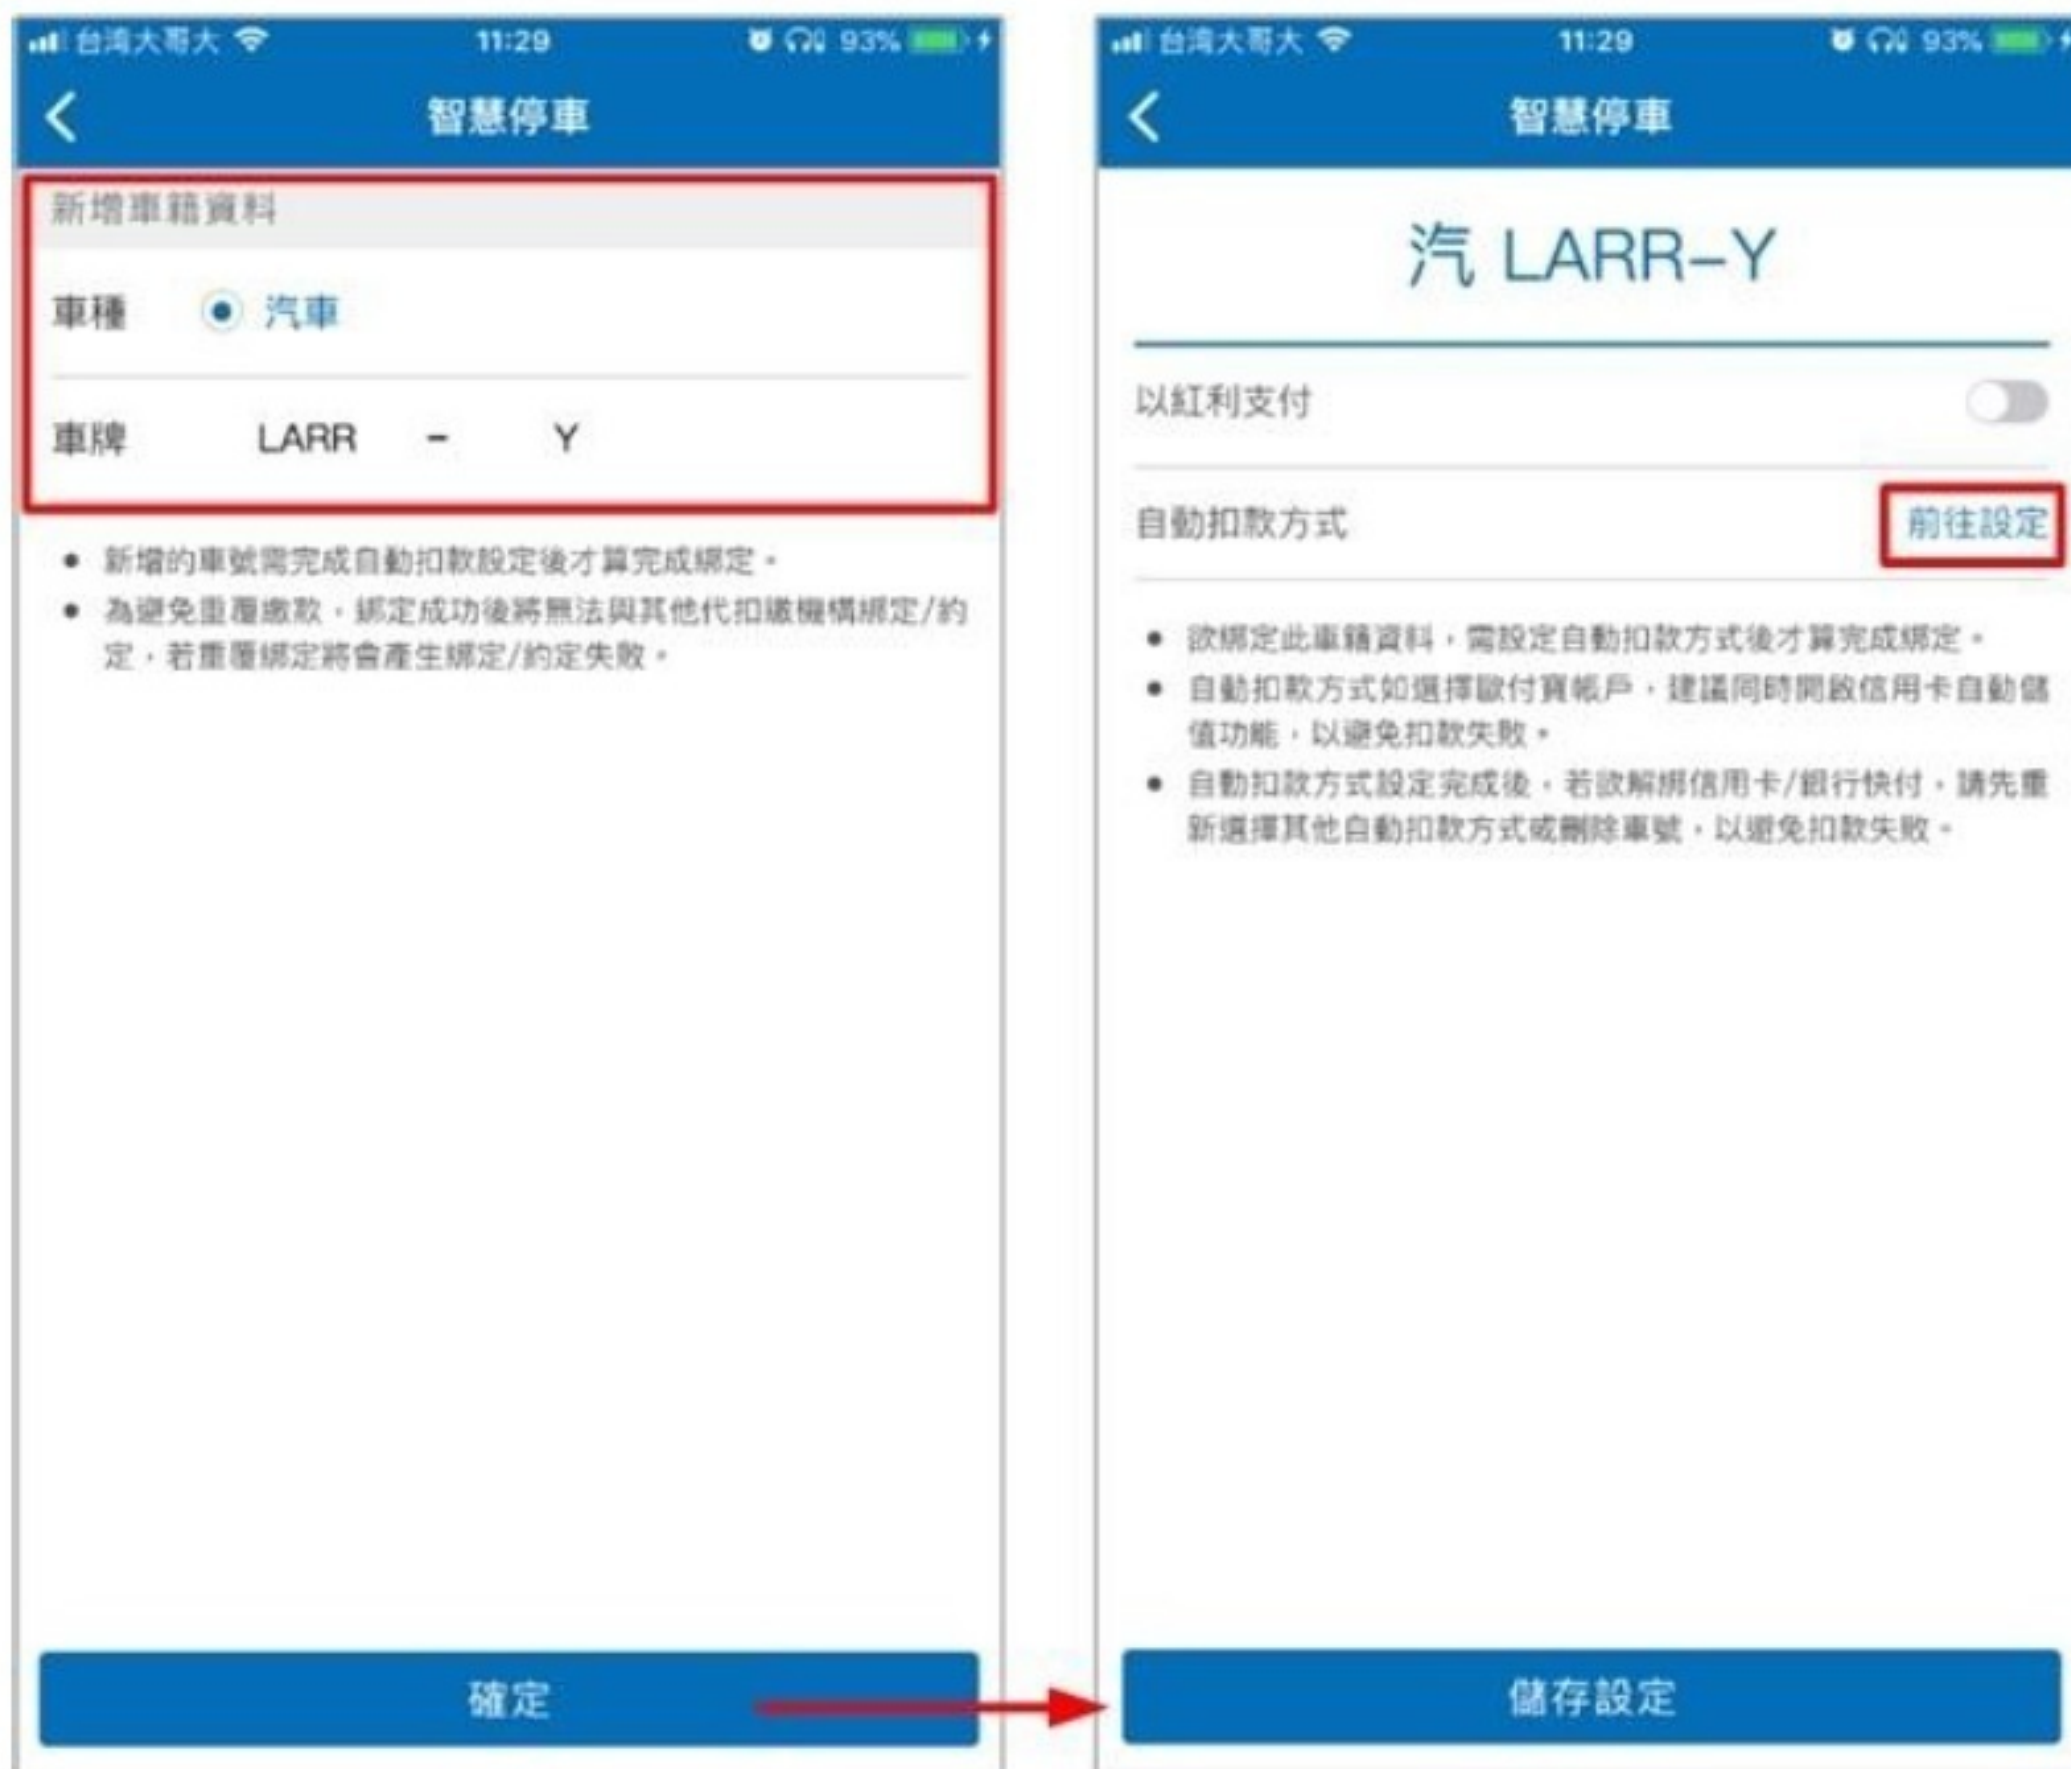 台湾大哥大 11:29 93%
智慧停車
新增車籍資料
車種 汽車
車牌 LARR - Y
新增的車號需完成自動扣款設定後才算完成綁定。
為避免重覆繳款，綁定成功後將無法與其他代扣繳機構綁定/約
定，若重覆綁定將會產生綁定/約定失敗。
確定
台湾大哥大 11:29 93%
智慧停車
汽 LARR-Y
以紅利支付
自動扣款方式 前往設定
欲綁定此車籍資料，需設定自動扣款方式後才算完成綁定。
自動扣款方式如選擇歐付寶帳戶，建議同時開啟信用卡自動儲
值功能，以避免扣款失敗。
自動扣款方式設定完成後，若欲解綁信用卡/銀行快付，請先重
新選擇其他自動扣款方式或刪除車號，以避免扣款失敗。
儲存設定